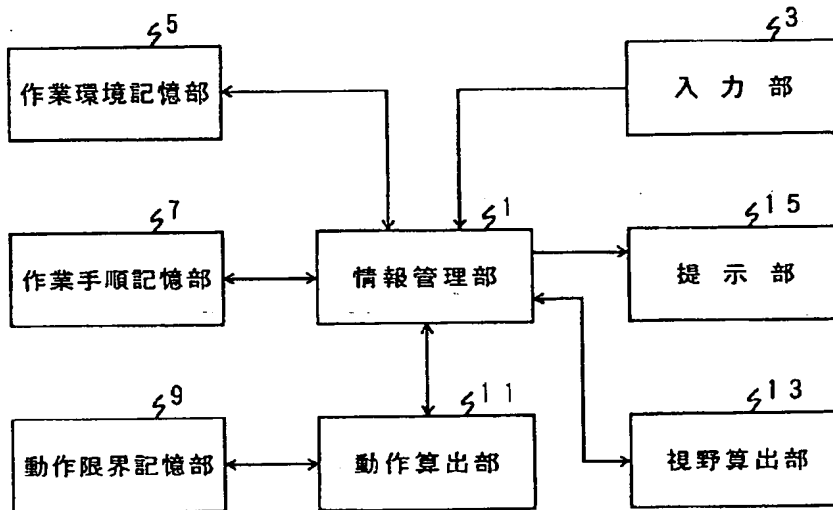 5
作業環境記憶部
3
入力部
7
作業手順記憶部
1
情報管理部
15
提示部
9
動作限界記憶部
11
動作算出部
13
視野算出部